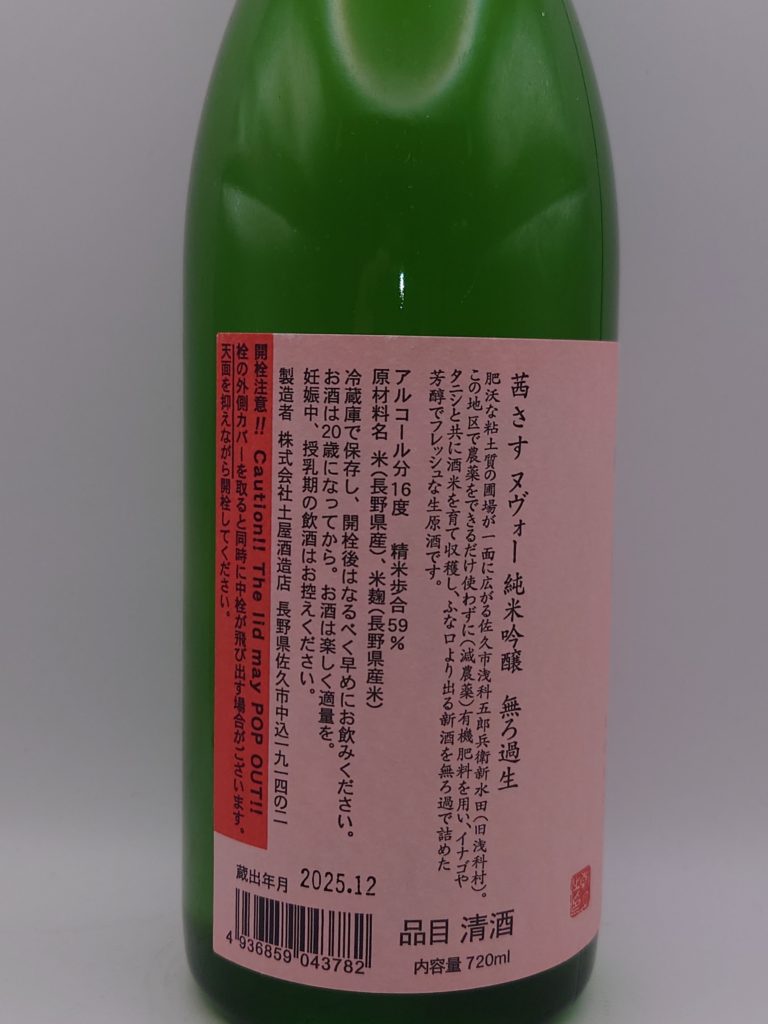 茜さす ヌヴォー 純米吟醸 無ろ過生
肥沃な粘土質の圃場が一面に広がる佐久市浅科五郎兵衛新水田(旧浅科村)。
この地区で農薬をできるだけ使わずに(減農薬)有機肥料を用い、イナゴや
タニシと共に酒米を育て収穫し、ふな口より出る新酒を無ろ過で詰めた
芳醇でフレッシュな生原酒です。
アルコール分16度 精米歩合59%
原材料名 米(長野県産)、米麹(長野県産米)
冷蔵庫で保存し、開栓後はなるべく早めにお飲みください。
お酒は20歳になってから。お酒は楽しく適量を。
妊娠中、授乳期の飲酒はお控えください。
製造者 株式会社土屋酒造店 長野県佐久市中込一九一四の二
開栓注意!! Caution!! The lid may POP OUT!!
栓の外側カバーを取ると同時に中栓が飛び出す場合がございます。
天面を抑えながら開栓してください。
蔵出年月 2025.12
4 936859 043782
品目 清酒
内容量 720ml